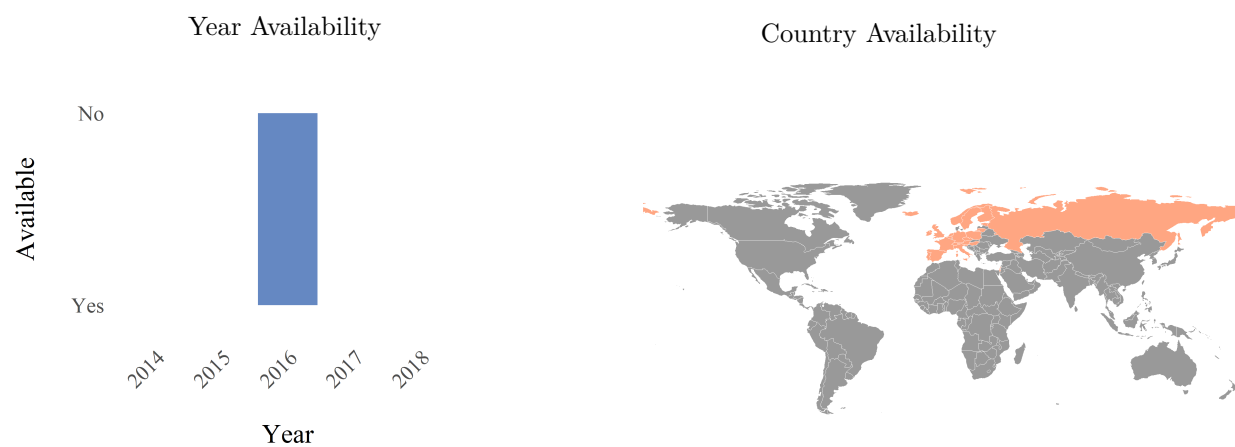 Year Availability
No
Available
Yes
2014
2015
2016
2017
2018
Year
Country Availability